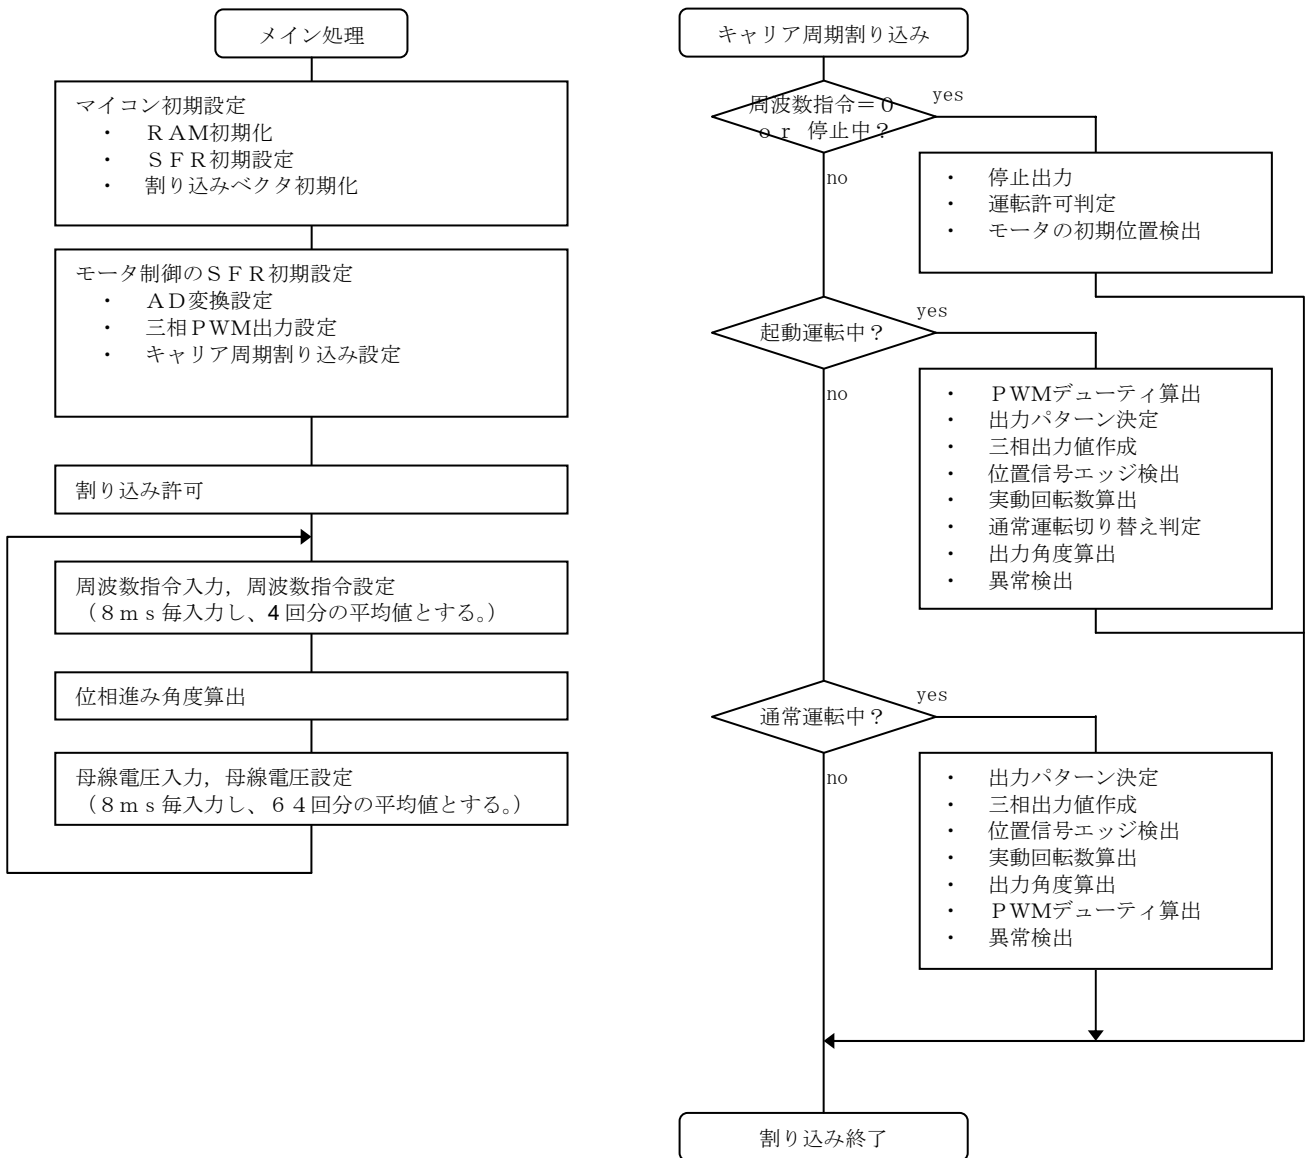 メイン処理
マイコン初期設定
・ ＲＡＭ初期化
・ ＳＦＲ初期設定
・ 割り込みベクタ初期化
モータ制御のＳＦＲ初期設定
・ ＡＤ変換設定
・ 三相ＰＷＭ出力設定
・ キャリア周期割り込み設定
割り込み許可
周波数指令入力，周波数指令設定
（８ｍｓ毎入力し、4 回分の平均値とする。）
位相進み角度算出
母線電圧入力，母線電圧設定
（８ｍｓ毎入力し、６４回分の平均値とする。）
キャリア周期割り込み
周波数指令＝０
ｏｒ 停止中？
yes
no
・ 停止出力
・ 運転許可判定
・ モータの初期位置検出
起動運転中？
yes
no
・ ＰＷＭデューティ算出
・ 出力パターン決定
・ 三相出力値作成
・ 位置信号エッジ検出
・ 実動回転数算出
・ 通常運転切り替え判定
・ 出力角度算出
・ 異常検出
通常運転中？
yes
no
・ 出力パターン決定
・ 三相出力値作成
・ 位置信号エッジ検出
・ 実動回転数算出
・ 出力角度算出
・ ＰＷＭデューティ算出
・ 異常検出
割り込み終了